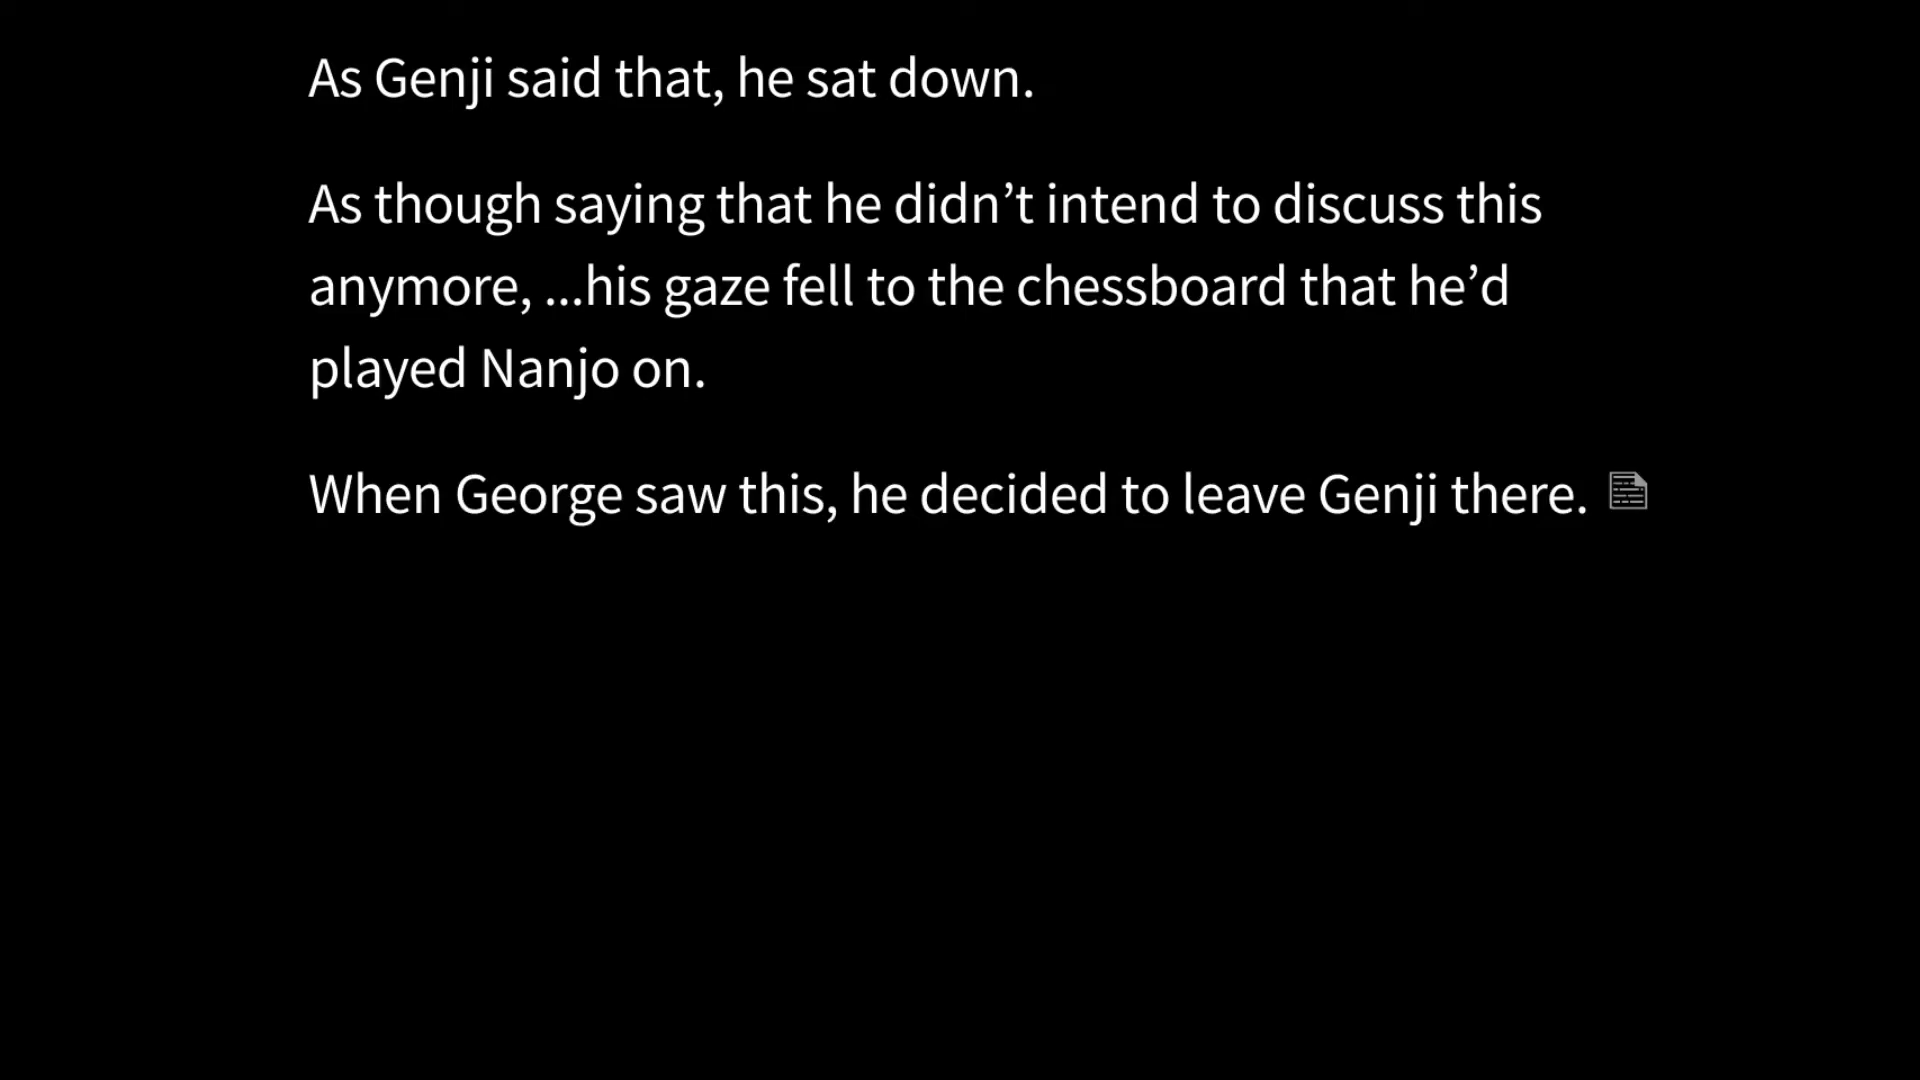 As Genji said that, he sat down.
As though saying that he didn’t intend to discuss this
anymore, ...his gaze fell to the chessboard that he’d
played Nanjo on.
When George saw this, he decided to leave Genji there.